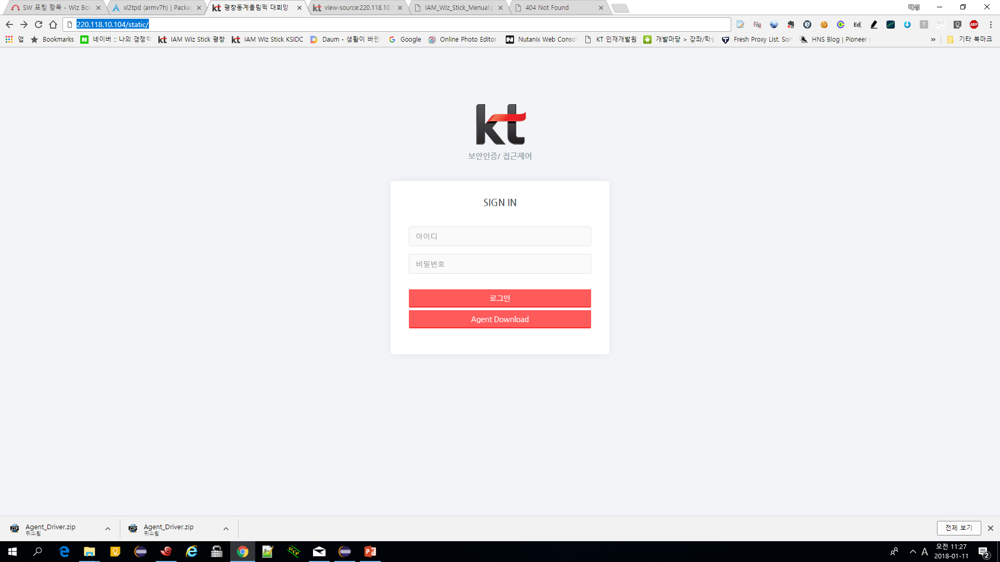 SW 포팅 항목 - Wiz Box
xl2tpd (armv7h) | Packag
평창동계올림픽 대회망
view-source:220.118.10.1
IAM_Wiz_Stick_Menual.p
404 Not Found
태성
220.118.10.104/static/
앱
Bookmarks
네이버 :: 나의 경쟁력
IAM Wiz Stick 평창
IAM Wiz Stick KSIDC
Daum - 생활이 바뀐
Google
Online Photo Editor
Nutanix Web Consol
KT 인재개발원
개발마당 > 강좌/학습
Fresh Proxy List. Sort
HNS Blog | Pioneer
»
기타 북마크
kt
보안인증/ 접근제어
SIGN IN
아이디
비밀번호
로그인
Agent Download
Agent_Driver.zip
취소됨
Agent_Driver.zip
취소됨
전체 보기
A
오전 11:27
2018-01-11
2